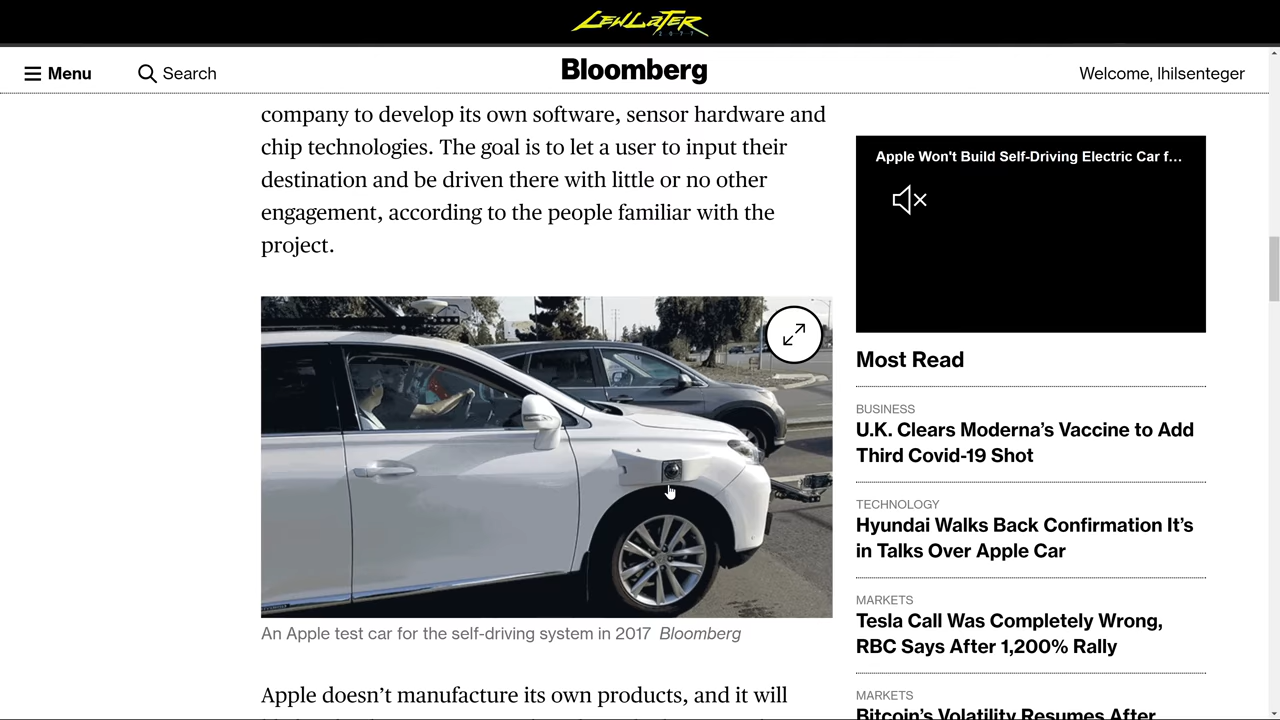 LEWLATER
2077
Menu
Search
Bloomberg
Welcome, lhilsenteger
company to develop its own software, sensor hardware and
chip technologies. The goal is to let a user to input their
destination and be driven there with little or no other
engagement, according to the people familiar with the
project.
An Apple test car for the self-driving system in 2017 Bloomberg
Apple doesn’t manufacture its own products, and it will
Apple Won't Build Self-Driving Electric Car f...
Most Read
BUSINESS
U.K. Clears Moderna’s Vaccine to Add
Third Covid-19 Shot
TECHNOLOGY
Hyundai Walks Back Confirmation It’s
in Talks Over Apple Car
MARKETS
Tesla Call Was Completely Wrong,
RBC Says After 1,200% Rally
MARKETS
Bitcoin’s Volatility Resumes After